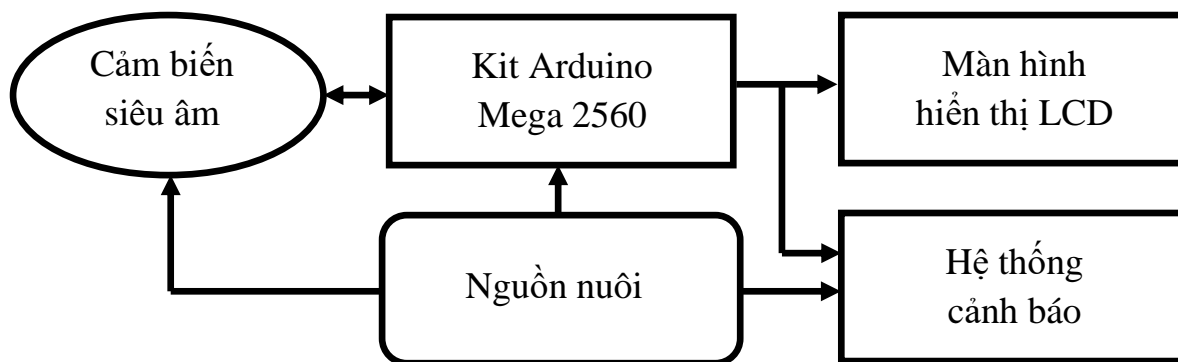 Cảm biến
siêu âm
Kit Arduino
Mega 2560
Màn hình
hiển thị LCD
Nguồn nuôi
Hệ thống
cảnh báo